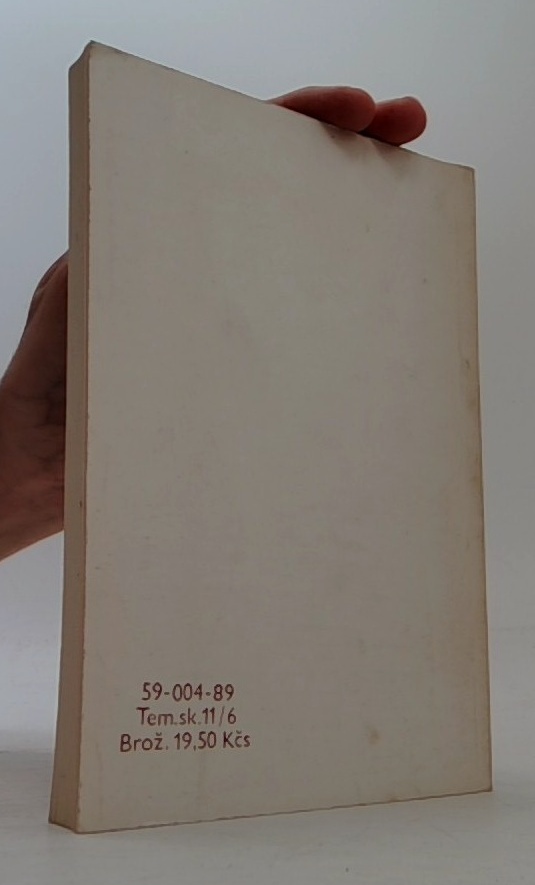 59-004-89
Tem.sk.11/6
Brož. 19,50 Kčs